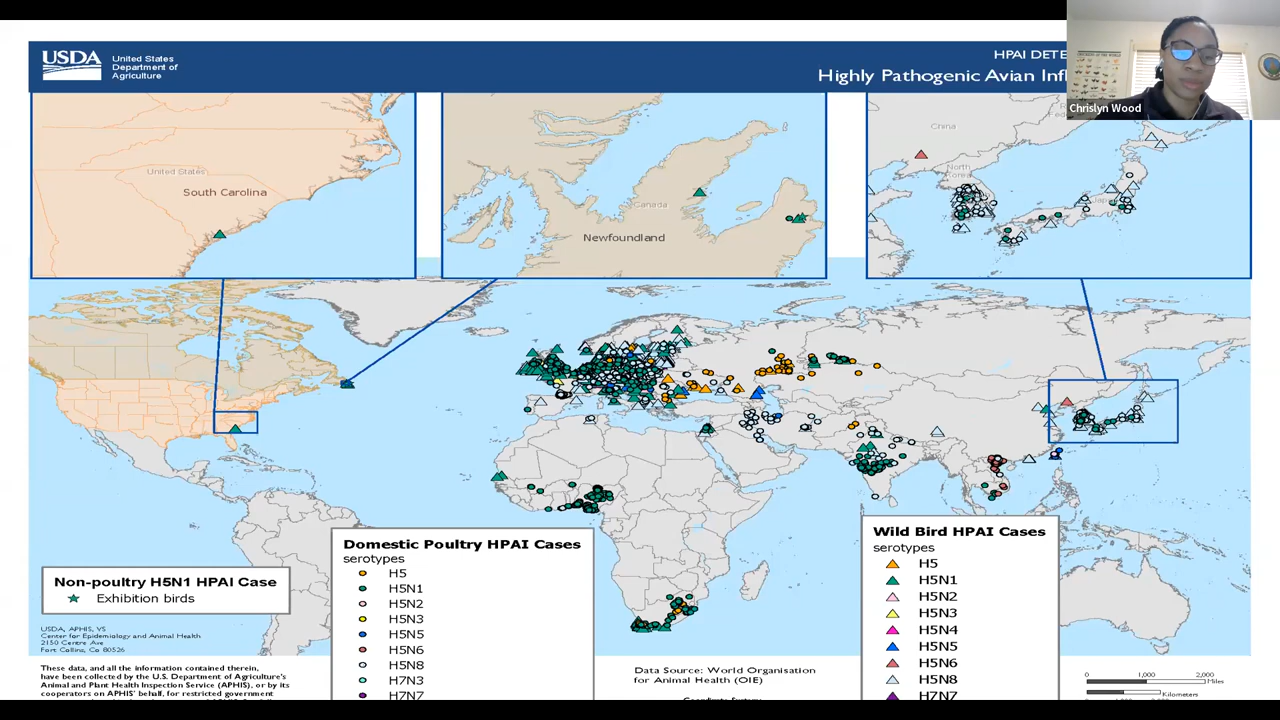 USDA
United States
Department of
Agriculture
HPAI DETE
Highly Pathogenic Avian Inf
Chrislyn Wood
United States
South Carolina
Canada
Newfoundland
China
North
Korea
Japan
Non-poultry H5N1 HPAI Case
Exhibition birds
USDA, APHIS, VS
Center for Epidemiology and Animal Health
2150 Centre Ave
Fort Collins, Co 80526
These data, and all the information contained therein,
have been collected by the U.S. Department of Agriculture's
Animal and Plant Health Inspection Service (APHIS), or by its
cooperators on APHIS' behalf, for restricted government
Domestic Poultry HPAI Cases
serotypes
H5
H5N1
H5N2
H5N3
H5N5
H5N6
H5N8
H7N3
H7N7
Data Source: World Organisation
for Animal Health (OIE)
Wild Bird HPAI Cases
serotypes
H5
H5N1
H5N2
H5N3
H5N4
H5N5
H5N6
H5N8
H7N7
0 1,000 2,000
Miles
Kilometers